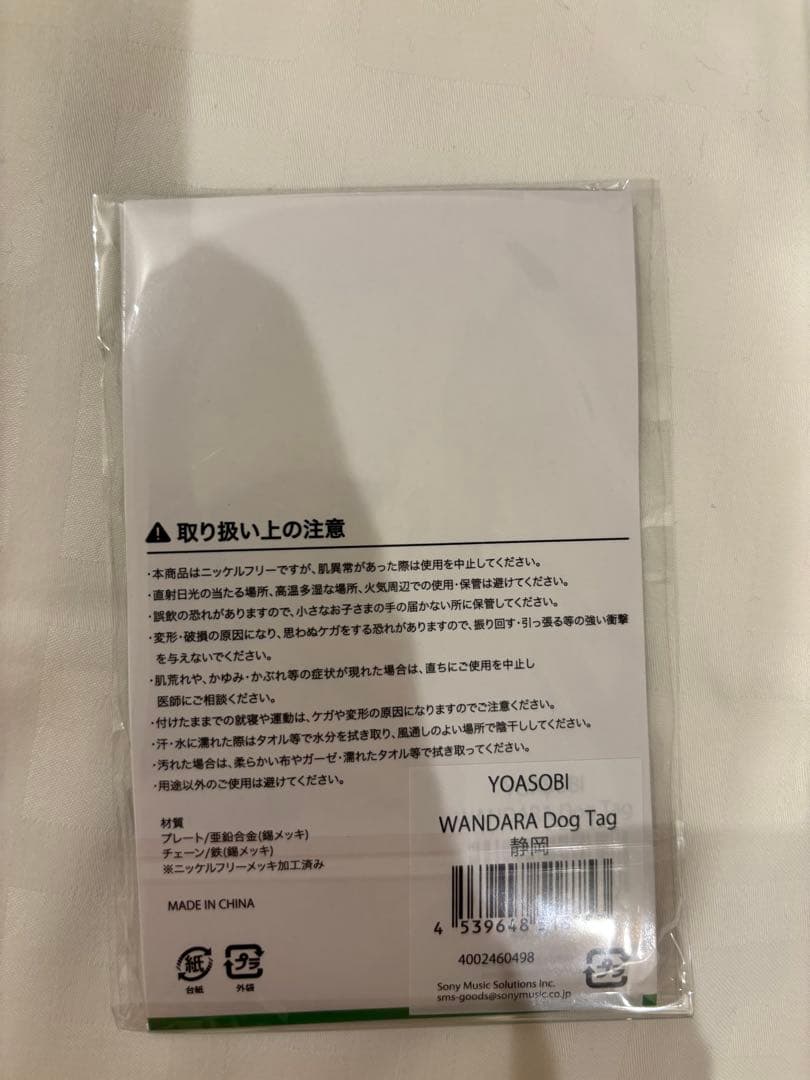 取り扱い上の注意
・本商品はニッケルフリーですが、肌異常があった際は使用を中止してください。
・直射日光の当たる場所、高温多湿な場所、火気周辺での使用・保管は避けてください。
・誤飲の恐れがありますので、小さなお子さまの手の届かない所に保管してください。
・変形・破損の原因になり、思わぬケガをする恐れがありますので、振り回す・引っ張る等の強い衝撃
を与えないでください。
・肌荒れや、かゆみ・かぶれ等の症状が現れた場合は、直ちにご使用を中止し
医師にご相談ください。
・付けたままでの就寝や運動は、ケガや変形の原因になりますのでご注意ください。
・汗・水に濡れた際はタオル等で水分を拭き取り、風通しのよい場所で陰干ししてください。
・汚れた場合は、柔らかい布やガーゼ・濡れたタオル等で拭き取ってください。
・用途以外のご使用は避けてください。
材質
プレート/亜鉛合金(錫メッキ)
チェーン/鉄(錫メッキ)
※ニッケルフリーメッキ加工済み
MADE IN CHINA
紙
台紙
プラ
外袋
YOASOBI
WANDARA Dog Tag
静岡
4 539648
4002460498
プラ
Sony Music Solutions Inc.
sms-goods@sonymusic.co.jp